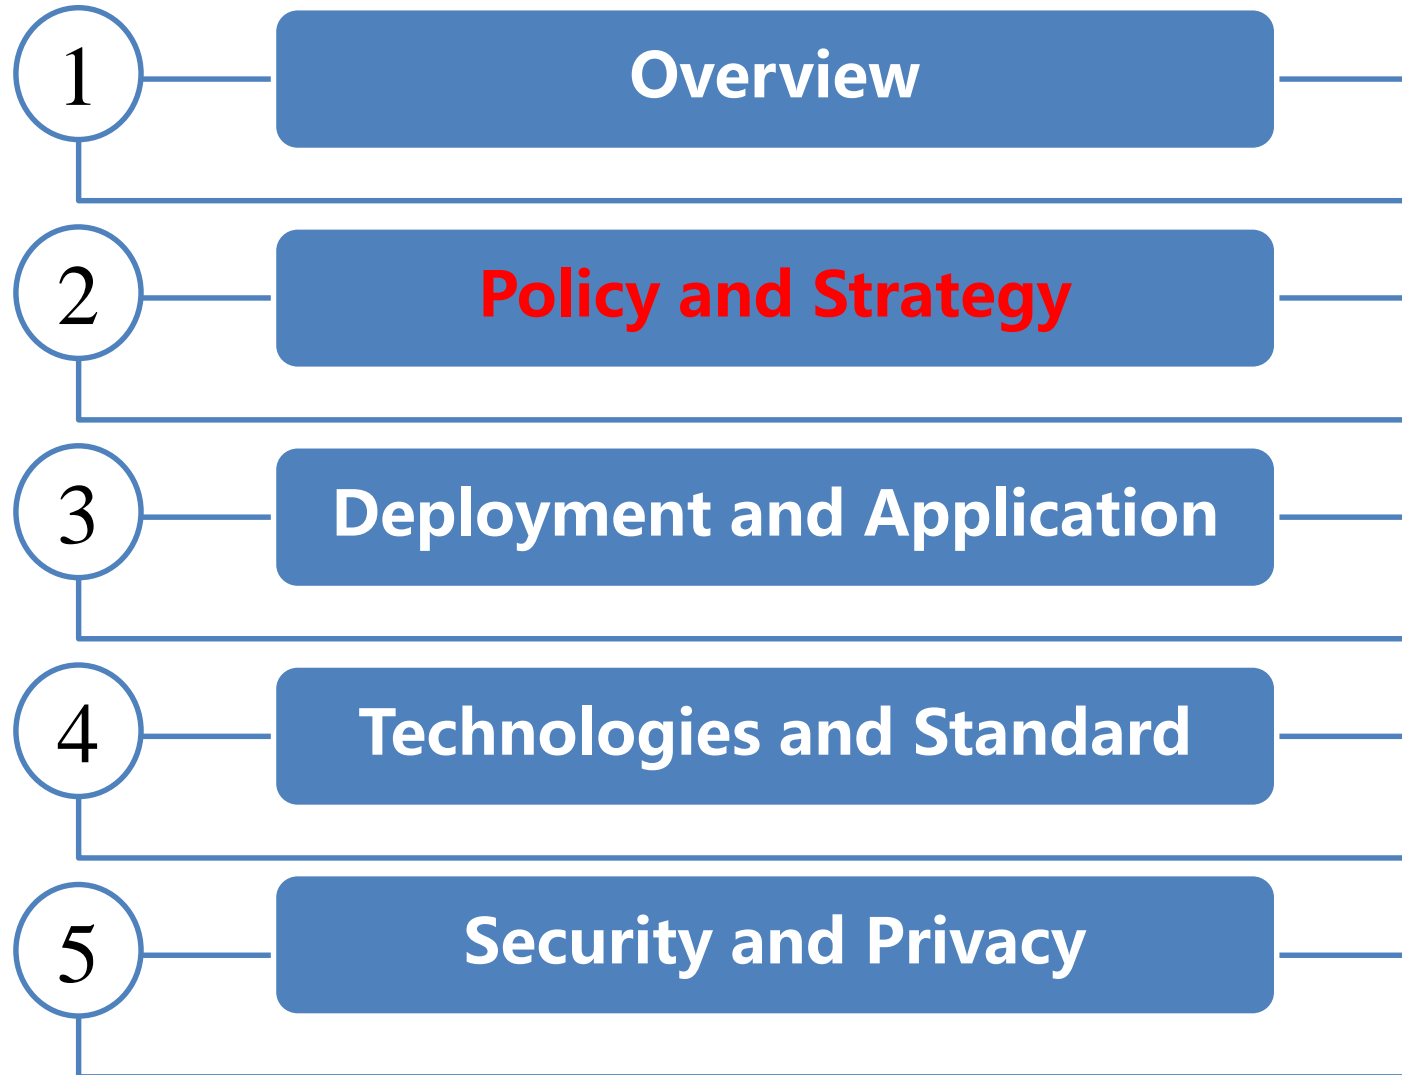 1 Overview
2 Policy and Strategy
3 Deployment and Application
4 Technologies and Standard
5 Security and Privacy